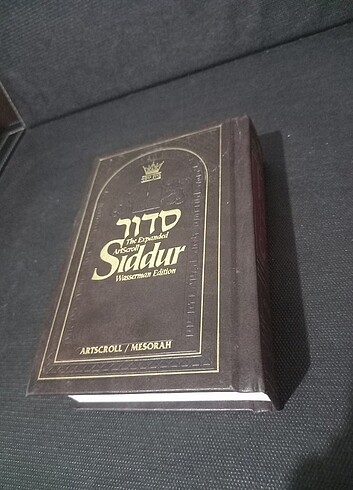 סדור
The Expanded
ArtScroll
Siddur
Wasserman Edition
ARTSCROLL / MESORAH